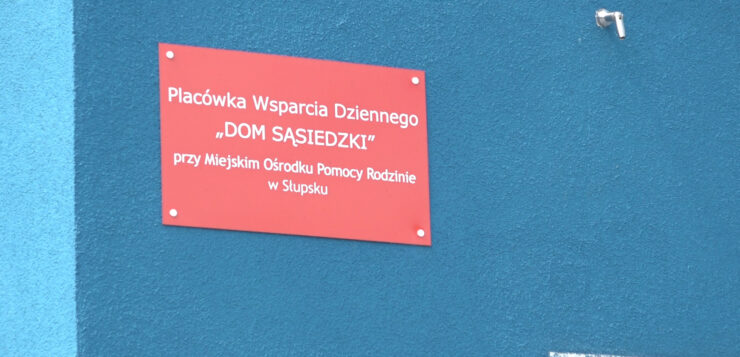 Placówka Wsparcia Dziennego
„DOM SĄSIEDZKI”
przy Miejskim Ośrodku Pomocy Rodzinie
w Słupsku